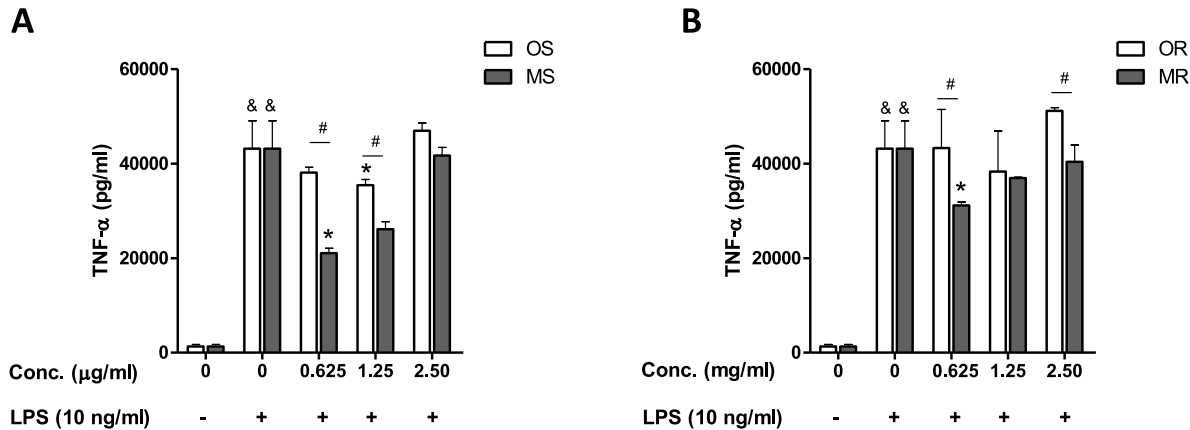 A
OS
MS
TNF-α (pg/ml)
60000
40000
20000
0
& &
#
*
#
*
Conc. (μg/ml) 0 0 0.625 1.25 2.50
LPS (10 ng/ml) - + + + +
B
OR
MR
TNF-α (pg/ml)
60000
40000
20000
0
& &
#
*
#
Conc. (mg/ml) 0 0 0.625 1.25 2.50
LPS (10 ng/ml) - + + + +